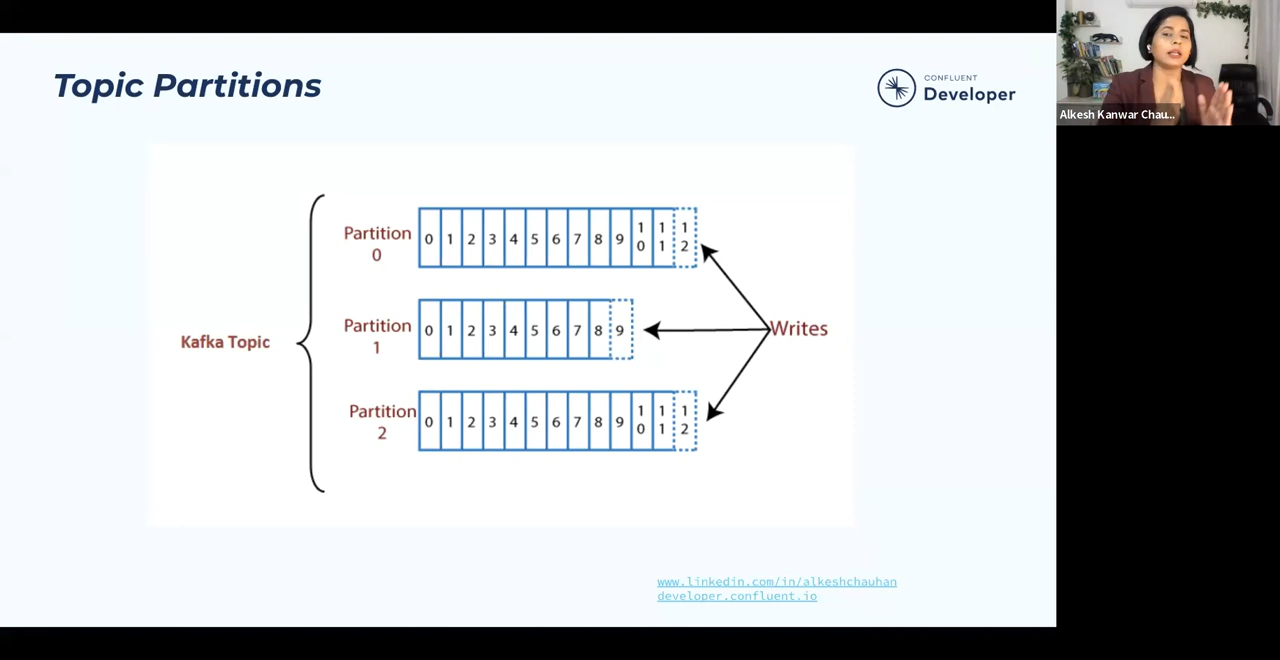 Topic Partitions
CONFLUENT
Developer
Alkesh Kanwar Chau...
Kafka Topic
Partition
0
0 1 2 3 4 5 6 7 8 9 10 11 12
Partition
1
0 1 2 3 4 5 6 7 8 9
Partition
2
0 1 2 3 4 5 6 7 8 9 10 11 12
Writes
www.linkedin.com/in/alkeshchauhan
developer.confluent.io